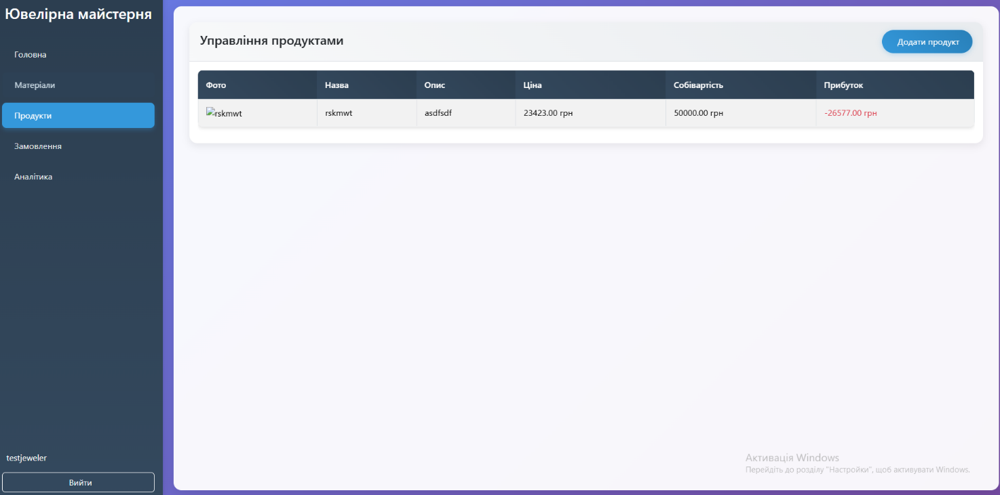 Ювелірна майстерня
Головна
Матеріали
Продукти
Замовлення
Аналітика
testjeweler
Вийти
Управління продуктами
Додати продукт
Фото Назва Опис Ціна Собівартість Прибуток
rskmwt rskmwt asdfsdf 23423.00 грн 50000.00 грн -26577.00 грн
Активація Windows
Перейдіть до розділу "Настройки", щоб активувати Windows.